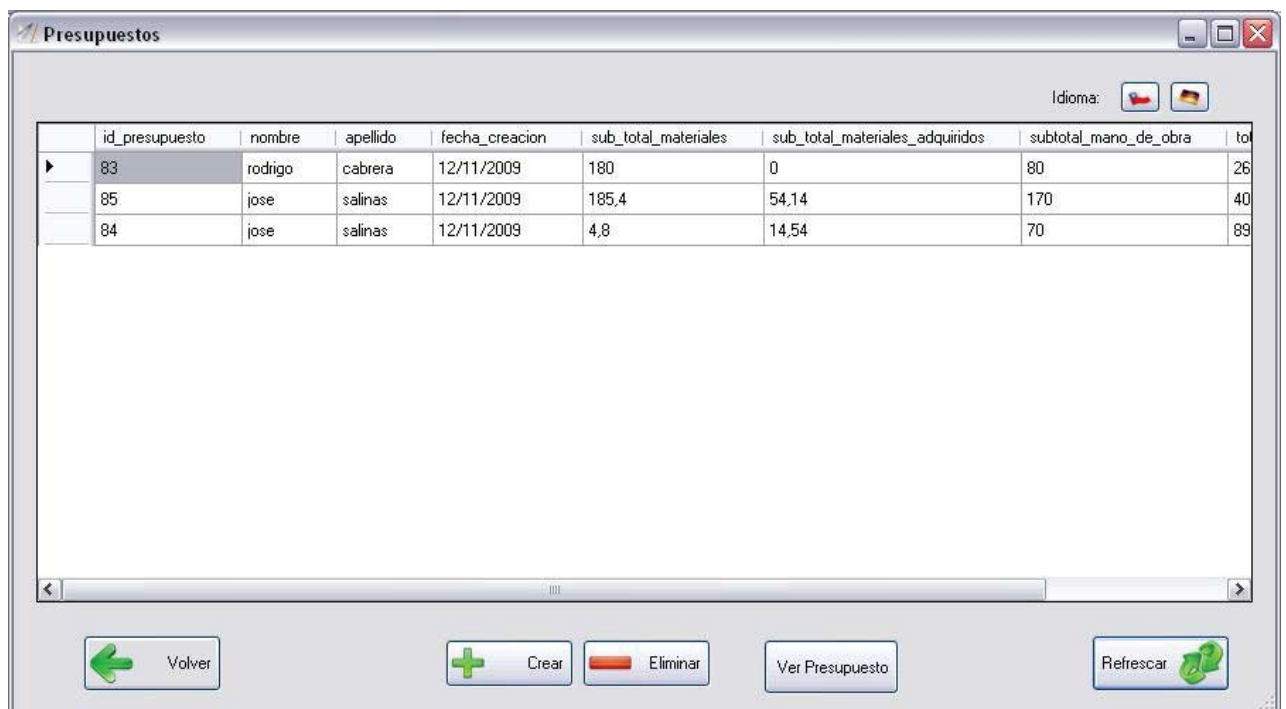 Presupuestos
Idioma:
id_presupuesto nombre apellido fecha_creacion sub_total_materiales sub_total_materiales_adquiridos subtotal_mano_de_obra
83 rodrigo cabrera 12/11/2009 180 0 80
85 jose salinas 12/11/2009 185,4 54,14 170
84 jose salinas 12/11/2009 4,8 14,54 70
Volver Crear Eliminar Ver Presupuesto Refrescar